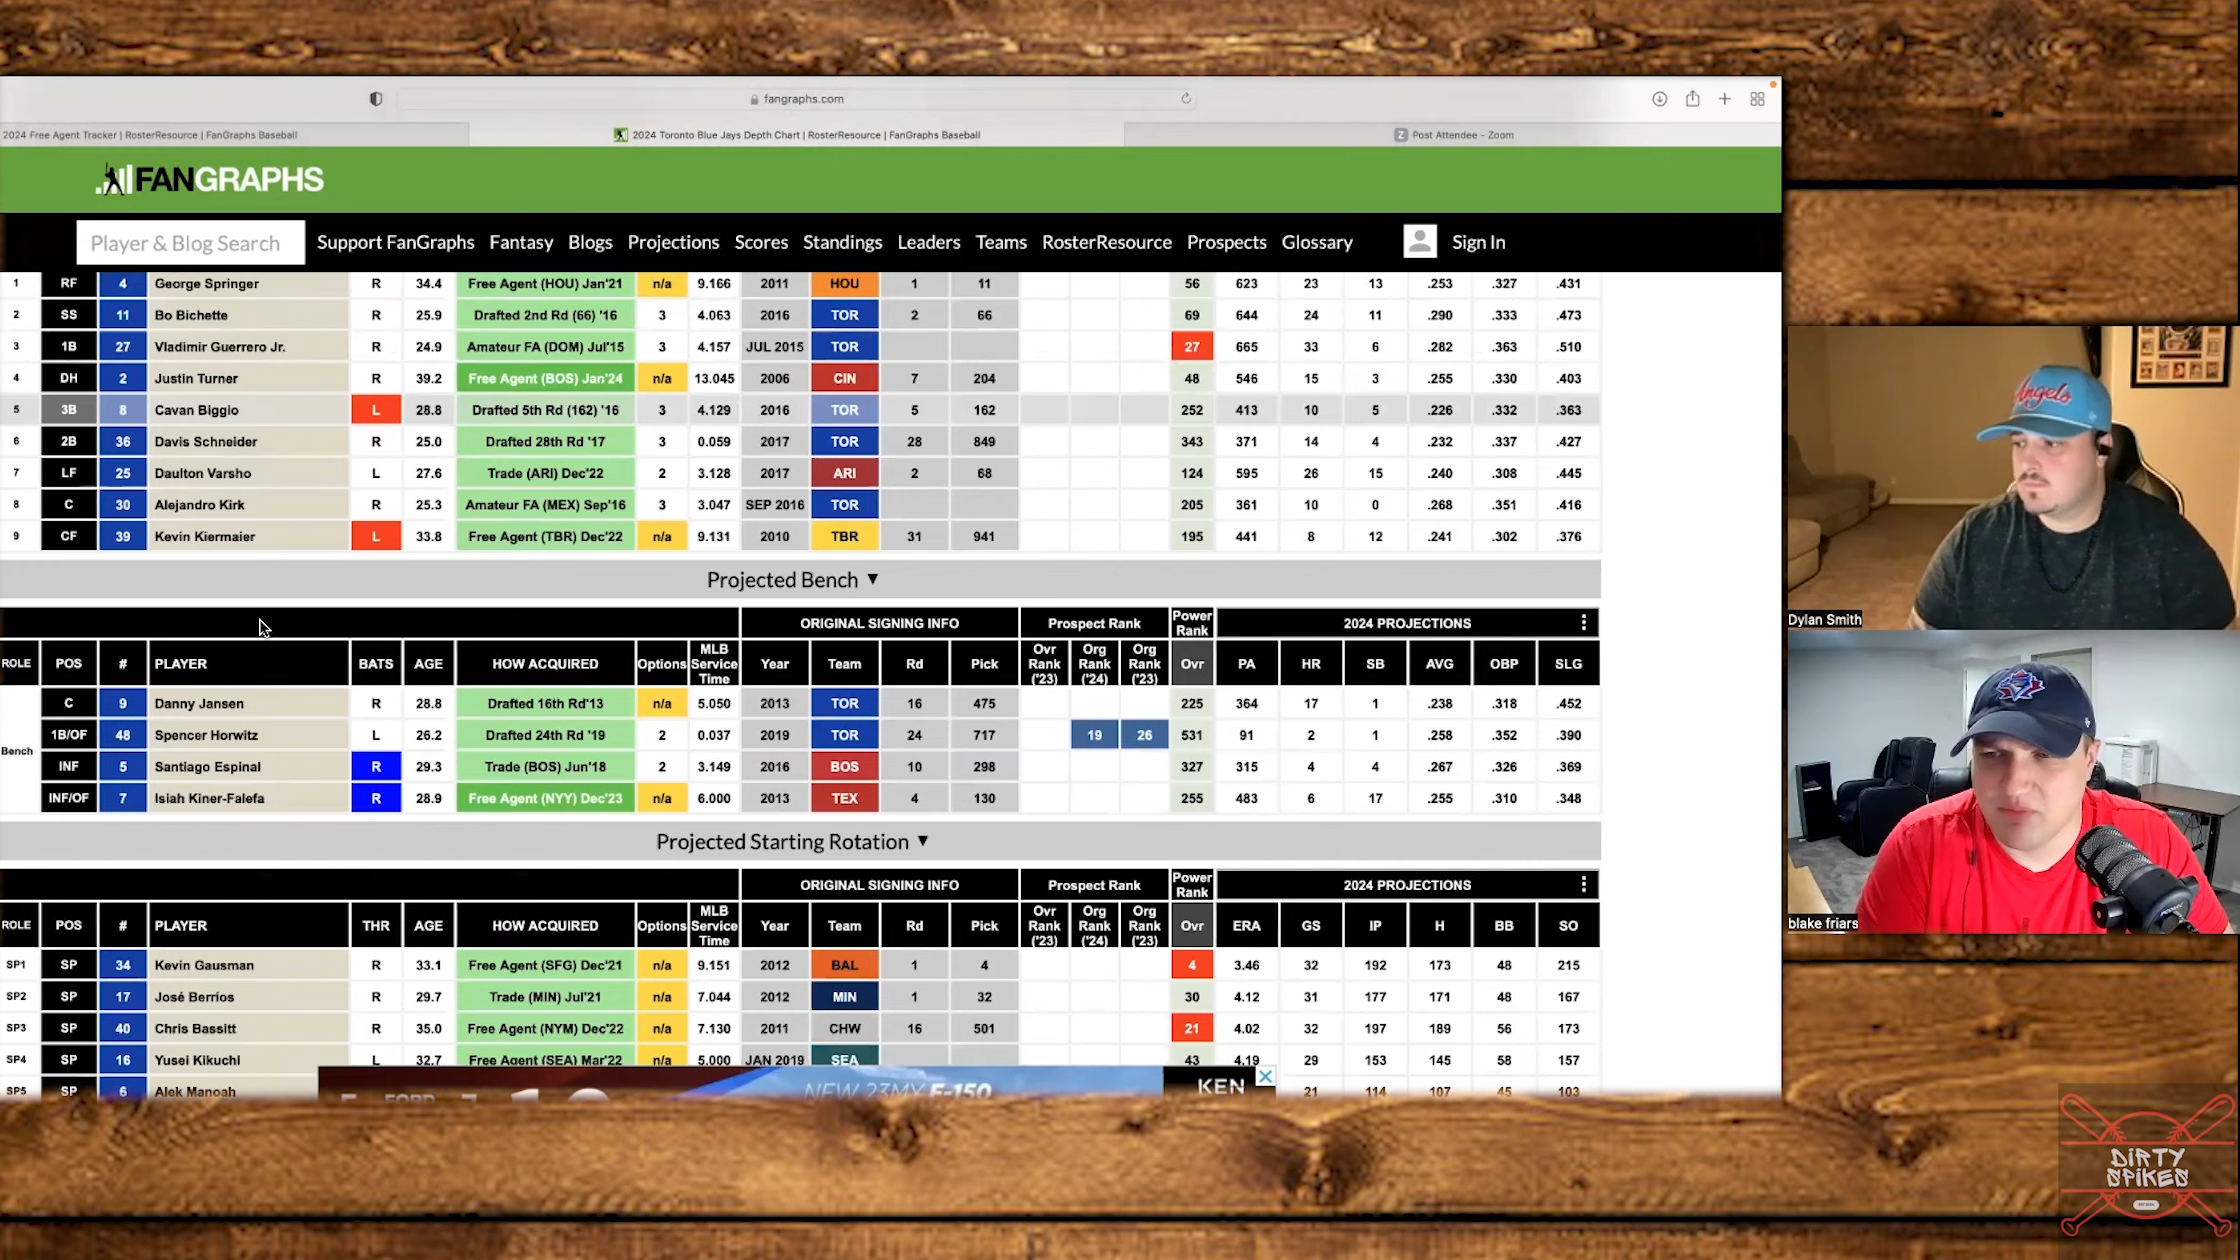 fangraphs.com
2024 Free Agent Tracker | RosterResource | FanGraphs Baseball
2024 Toronto Blue Jays Depth Chart | RosterResource | FanGraphs Baseball
Z Post Attendee - Zoom
FANGRAPHS
Player & Blog Search Support FanGraphs Fantasy Blogs Projections Scores Standings Leaders Teams RosterResource Prospects Glossary Sign In
1 RF 4 George Springer R 34.4 Free Agent (HOU) Jan'21 n/a 9.166 2011 HOU 1 11 56 623 23 13 .253 .327 .431
2 SS 11 Bo Bichette R 25.9 Drafted 2nd Rd (66) '16 3 4.063 2016 TOR 2 66 69 644 24 11 .290 .333 .473
3 1B 27 Vladimir Guerrero Jr. R 24.9 Amateur FA (DOM) Jul'15 3 4.157 JUL 2015 TOR 27 665 33 6 .282 .363 .510
4 DH 2 Justin Turner R 39.2 Free Agent (BOS) Jan'24 n/a 13.045 2006 CIN 7 204 48 546 15 3 .255 .330 .403
5 3B 8 Cavan Biggio L 28.8 Drafted 5th Rd (162) '16 3 4.129 2016 TOR 5 162 252 413 10 5 .226 .332 .363
6 2B 36 Davis Schneider R 25.0 Drafted 28th Rd '17 3 0.059 2017 TOR 28 849 343 371 14 4 .232 .337 .427
7 LF 25 Daulton Varsho L 27.6 Trade (ARI) Dec'22 2 3.128 2017 ARI 2 68 124 595 26 15 .240 .308 .445
8 C 30 Alejandro Kirk R 25.3 Amateur FA (MEX) Sep'16 3 3.047 SEP 2016 TOR 205 361 10 0 .268 .351 .416
9 CF 39 Kevin Kiermaier L 33.8 Free Agent (TBR) Dec'22 n/a 9.131 2010 TBR 31 941 195 441 8 12 .241 .302 .376
Projected Bench ▼
ORIGINAL SIGNING INFO Prospect Rank Power Rank 2024 PROJECTIONS
ROLE POS # PLAYER BATS AGE HOW ACQUIRED Options MLB Service Time Year Team Rd Pick Ovr Rank ('23) Org Rank ('24) Org Rank ('23) Ovr PA HR SB AVG OBP SLG
C 9 Danny Jansen R 28.8 Drafted 16th Rd'13 n/a 5.050 2013 TOR 16 475 225 364 17 1 .238 .318 .452
1B/OF 48 Spencer Horwitz L 26.2 Drafted 24th Rd '19 2 0.037 2019 TOR 24 717 19 26 531 91 2 1 .258 .352 .390
Bench
INF 5 Santiago Espinal R 29.3 Trade (BOS) Jun'18 2 3.149 2016 BOS 10 298 327 315 4 4 .267 .326 .369
INF/OF 7 Isiah Kiner-Falefa R 28.9 Free Agent (NYY) Dec'23 n/a 6.000 2013 TEX 4 130 255 483 6 17 .255 .310 .348
Projected Starting Rotation ▼
ORIGINAL SIGNING INFO Prospect Rank Power Rank 2024 PROJECTIONS
ROLE POS # PLAYER THR AGE HOW ACQUIRED Options MLB Service Time Year Team Rd Pick Ovr Rank ('23) Org Rank ('24) Org Rank ('23) Ovr ERA GS IP H BB SO
SP1 SP 34 Kevin Gausman R 33.1 Free Agent (SFG) Dec'21 n/a 9.151 2012 BAL 1 4 4 3.46 32 192 173 48 215
SP2 SP 17 José Berríos R 29.7 Trade (MIN) Jul'21 n/a 7.044 2012 MIN 1 32 30 4.12 31 177 171 48 167
SP3 SP 40 Chris Bassitt R 35.0 Free Agent (NYM) Dec'22 n/a 7.130 2011 CHW 16 501 21 4.02 32 197 189 56 173
SP4 SP 16 Yusei Kikuchi L 32.7 Free Agent (SEA) Mar'22 n/a 5.000 JAN 2019 SEA 43 4.19 29 153 145 58 157
SP5 SP 6 Alek Manoah 21 114 107 45 103
NEW 23MY F-150
KEN
Angels
Dylan Smith
blake friars
DIRTY
SPIKES